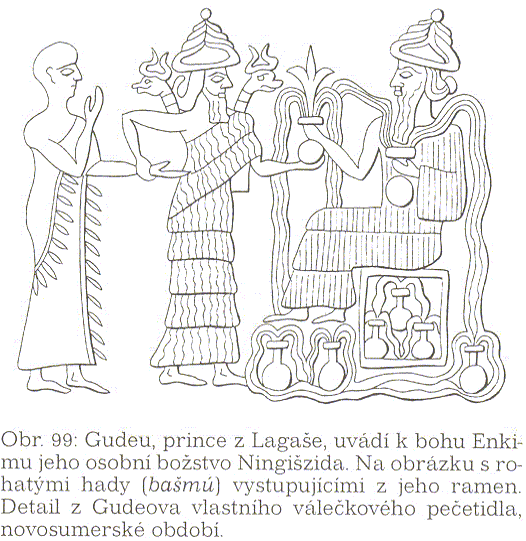 Obr. 99: Gudeu, prince z Lagaše, uvádí k bohu Enki-
mu jeho osobní božstvo Ningišzida. Na obrázku s ro-
hatými hady (bašmú) vystupujícími z jeho ramen.
Detail z Gudeova vlastního válečkového pečetidla,
novosumerské období.